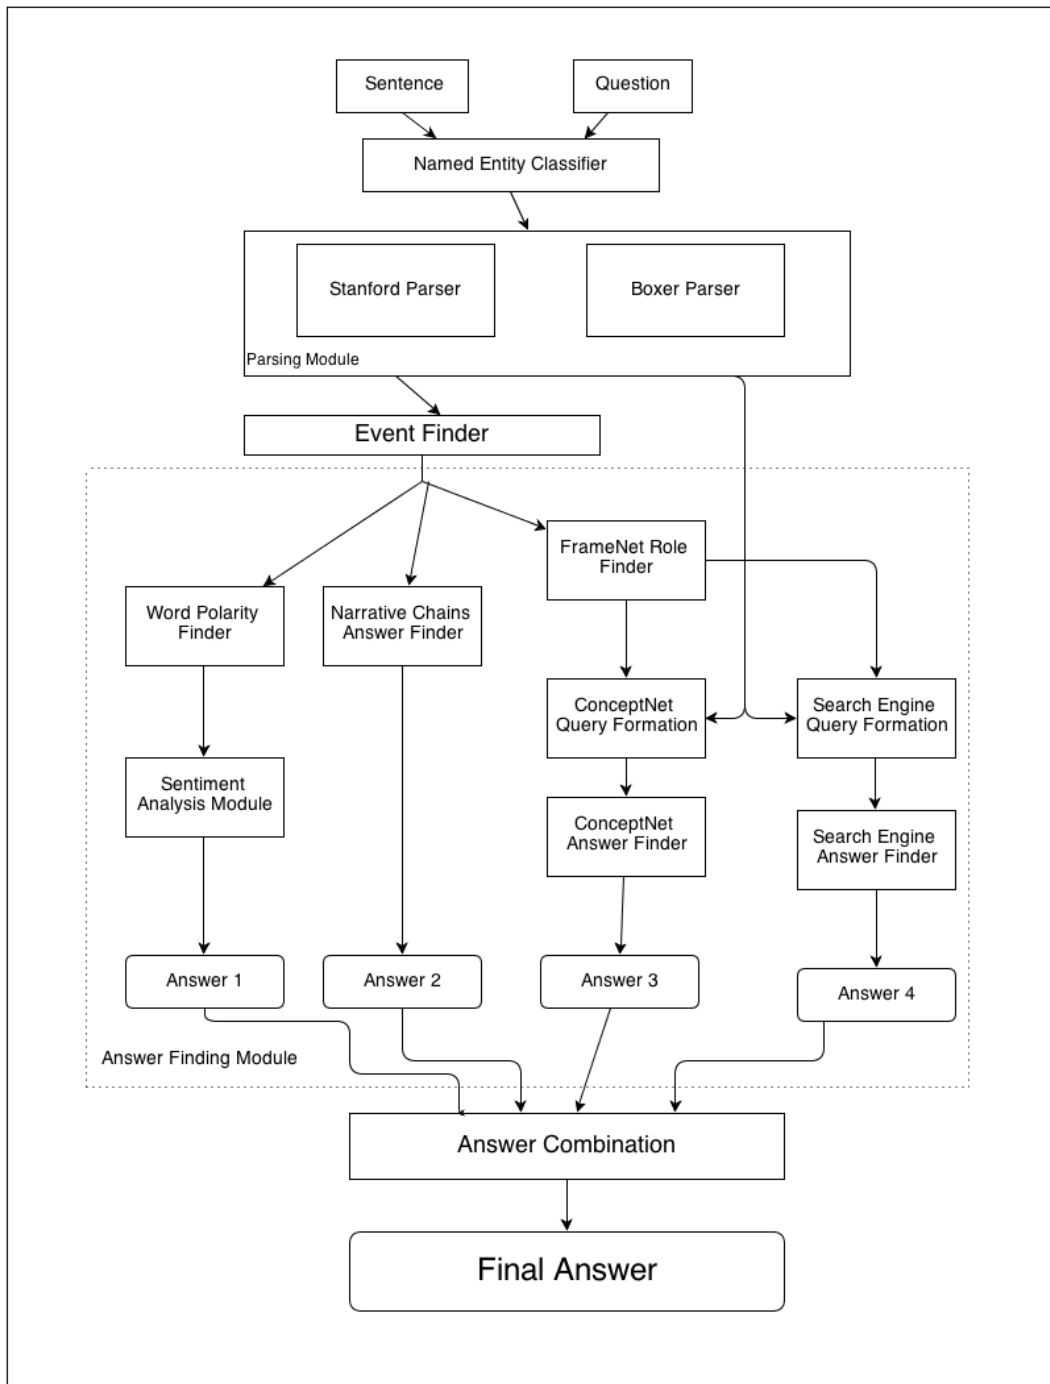 Sentence
Question
Named Entity Classifier
Stanford Parser
Boxer Parser
Parsing Module
Event Finder
FrameNet Role
Finder
Word Polarity
Finder
Narrative Chains
Answer Finder
ConceptNet
Query Formation
Search Engine
Query Formation
Sentiment
Analysis Module
ConceptNet
Answer Finder
Search Engine
Answer Finder
Answer 1
Answer 2
Answer 3
Answer 4
Answer Finding Module
Answer Combination
Final Answer